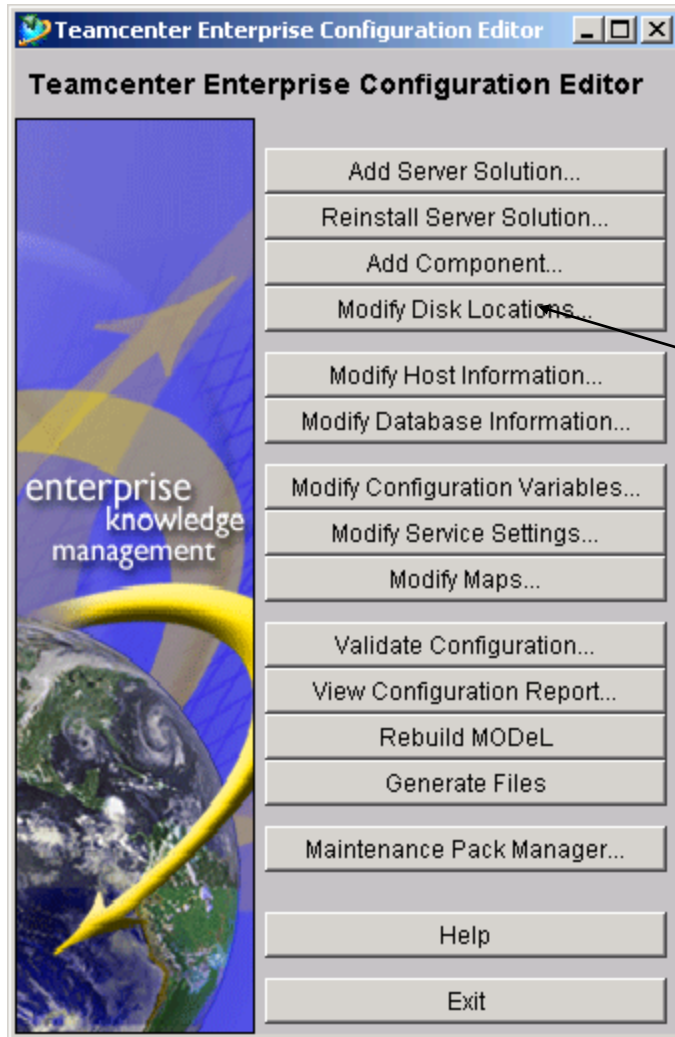 Teamcenter Enterprise Configuration Editor
Teamcenter Enterprise Configuration Editor
Add Server Solution...
Reinstall Server Solution...
Add Component...
Modify Disk Locations...
Modify Host Information...
Modify Database Information...
enterprise
knowledge
management
Modify Configuration Variables...
Modify Service Settings...
Modify Maps...
Validate Configuration...
View Configuration Report...
Rebuild MODeL
Generate Files
Maintenance Pack Manager...
Help
Exit